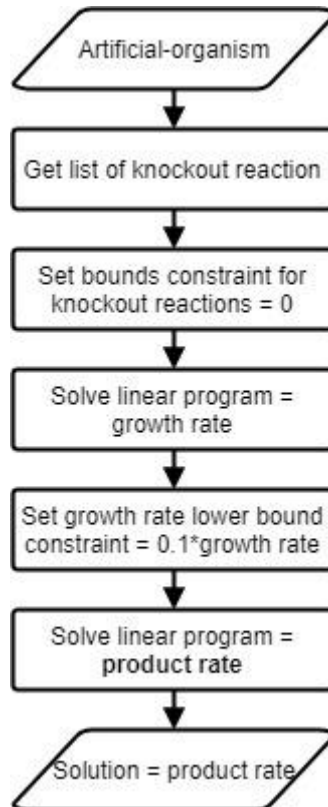 Artificial-organism
Get list of knockout reaction
Set bounds constraint for
knockout reactions = 0
Solve linear program =
growth rate
Set growth rate lower bound
constraint = 0.1*growth rate
Solve linear program =
product rate
Solution = product rate